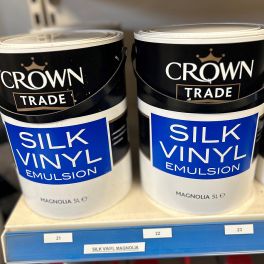 CROWN
TRADE
SILK
VINYL
EMULSION
MAGNOLIA 5L℮
CROWN
TRADE
SILK
VINYL
EMULSION
MAGNOLIA 5L℮
21
22
23
SILK VINYL MAGNOLIA